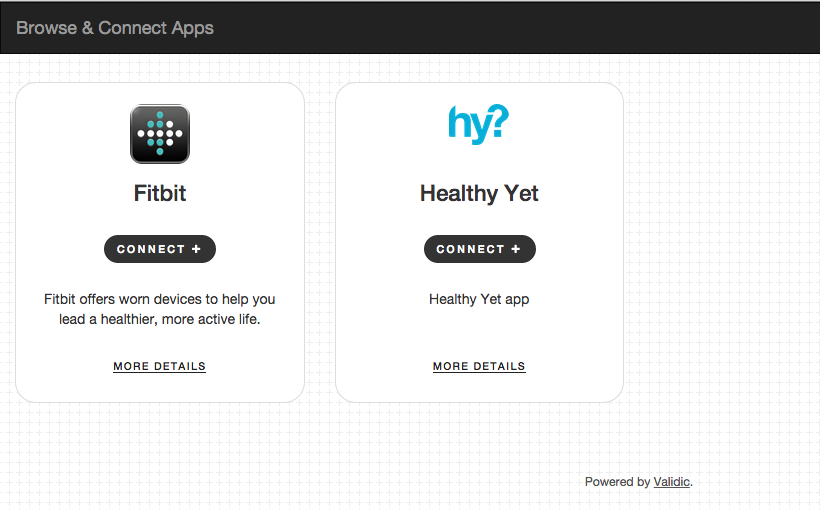 Browse & Connect Apps
hy?
Fitbit
Healthy Yet
CONNECT +
CONNECT +
Fitbit offers worn devices to help you
lead a healthier, more active life.
Healthy Yet app
MORE DETAILS
MORE DETAILS
Powered by Validic.